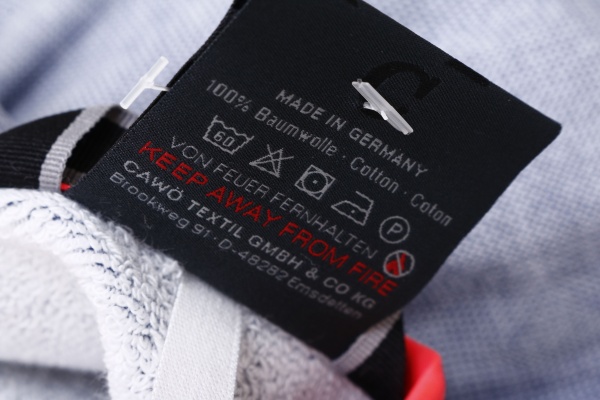 MADE IN GERMANY
100% Baumwolle · Cotton · Coton
60 P
VON FEUER FERNHALTEN
KEEP AWAY FROM FIRE
CAWÖ TEXTIL GMBH & CO KG
Brookweg 91 · D-48282 Emsdetten